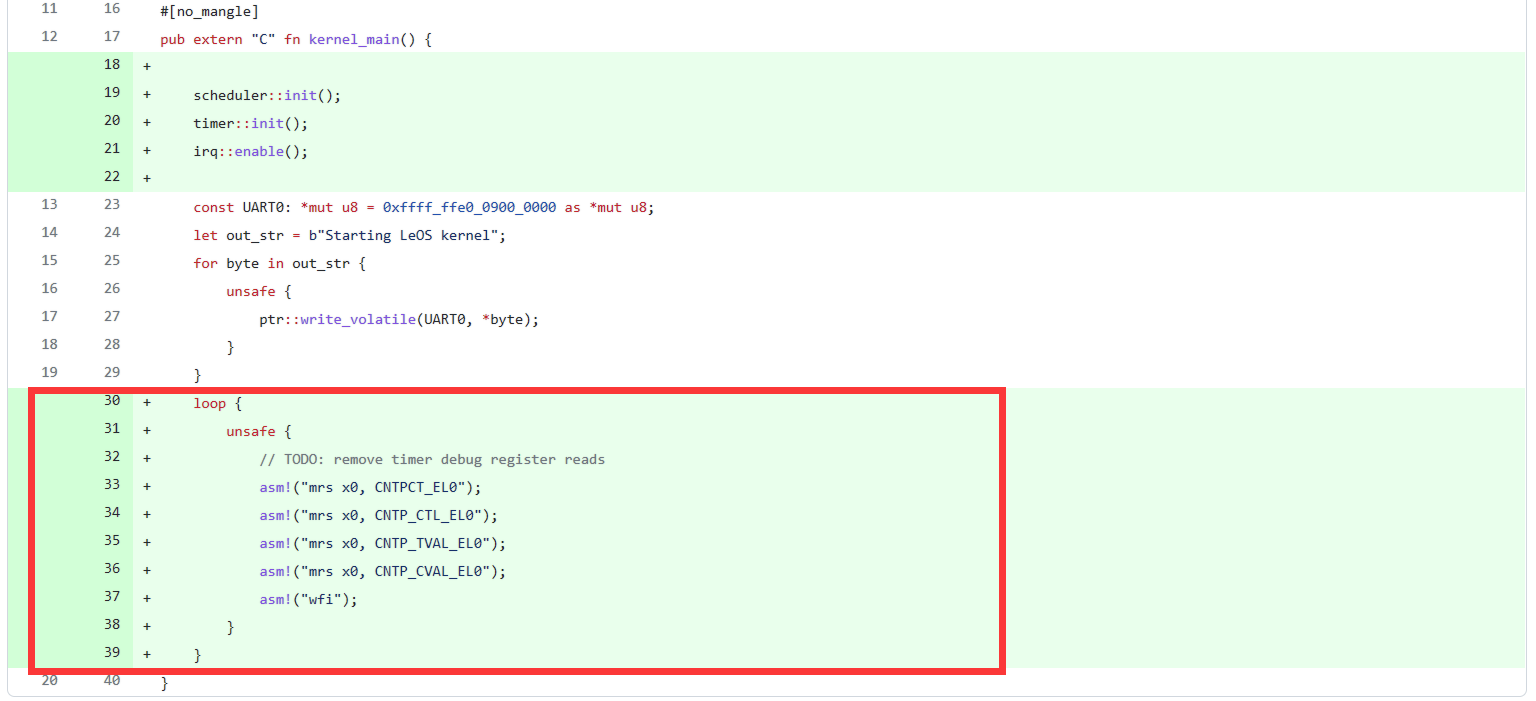 11 16 #[no_mangle]
12 17 pub extern "C" fn kernel_main() {
18 +
19 + scheduler::init();
20 + timer::init();
21 + irq::enable();
22 +
13 23 const UART0: *mut u8 = 0xffff_ffe0_0900_0000 as *mut u8;
14 24 let out_str = b"Starting LeOS kernel";
15 25 for byte in out_str {
16 26 unsafe {
17 27 ptr::write_volatile(UART0, *byte);
18 28 }
19 29 }
30 + loop {
31 + unsafe {
32 + // TODO: remove timer debug register reads
33 + asm!("mrs x0, CNTPCT_EL0");
34 + asm!("mrs x0, CNTP_CTL_EL0");
35 + asm!("mrs x0, CNTP_TVAL_EL0");
36 + asm!("mrs x0, CNTP_CVAL_EL0");
37 + asm!("wfi");
38 + }
39 + }
20 40 }